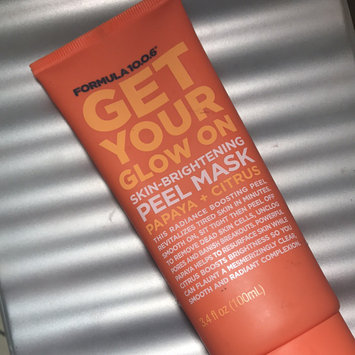 FORMULA 10.0.6
GET
YOUR
GLOW ON
SKIN-BRIGHTENING
PEEL MASK
PAPAYA + CITRUS
THIS RADIANCE BOOSTING PEEL
REVITALIZES TIRED SKIN IN MINUTES.
SMOOTH ON, SIT TIGHT THEN PEEL OFF
TO REMOVE DEAD SKIN CELLS, UNCLOG
PORES AND BANISH BREAKOUTS. POWERFUL
PAPAYA HELPS TO RESURFACE SKIN WHILE
CITRUS BOOSTS BRIGHTNESS SO YOU
CAN FLAUNT A MESMERIZINGLY CLEAR,
SMOOTH AND RADIANT COMPLEXION.
3.4 fl oz (100mL)